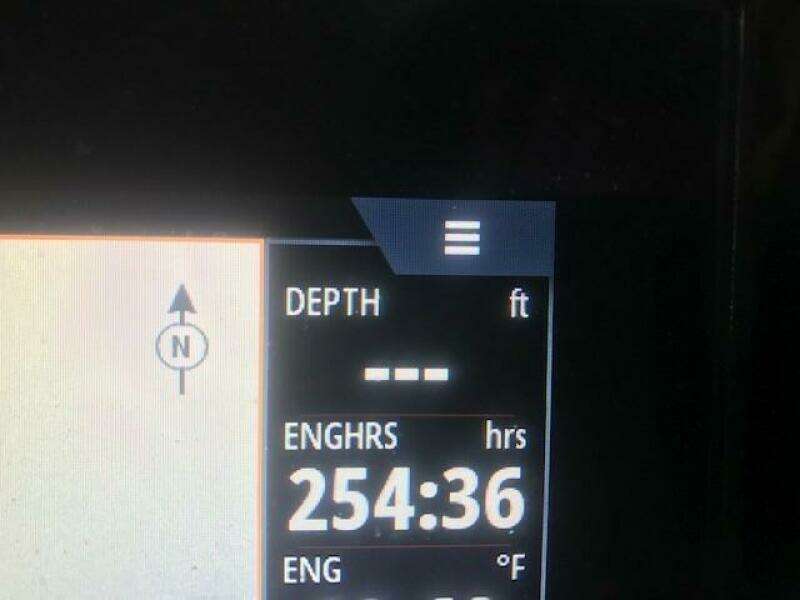 DEPTH ft
---
N
ENGHRS hrs
254:36
ENG °F